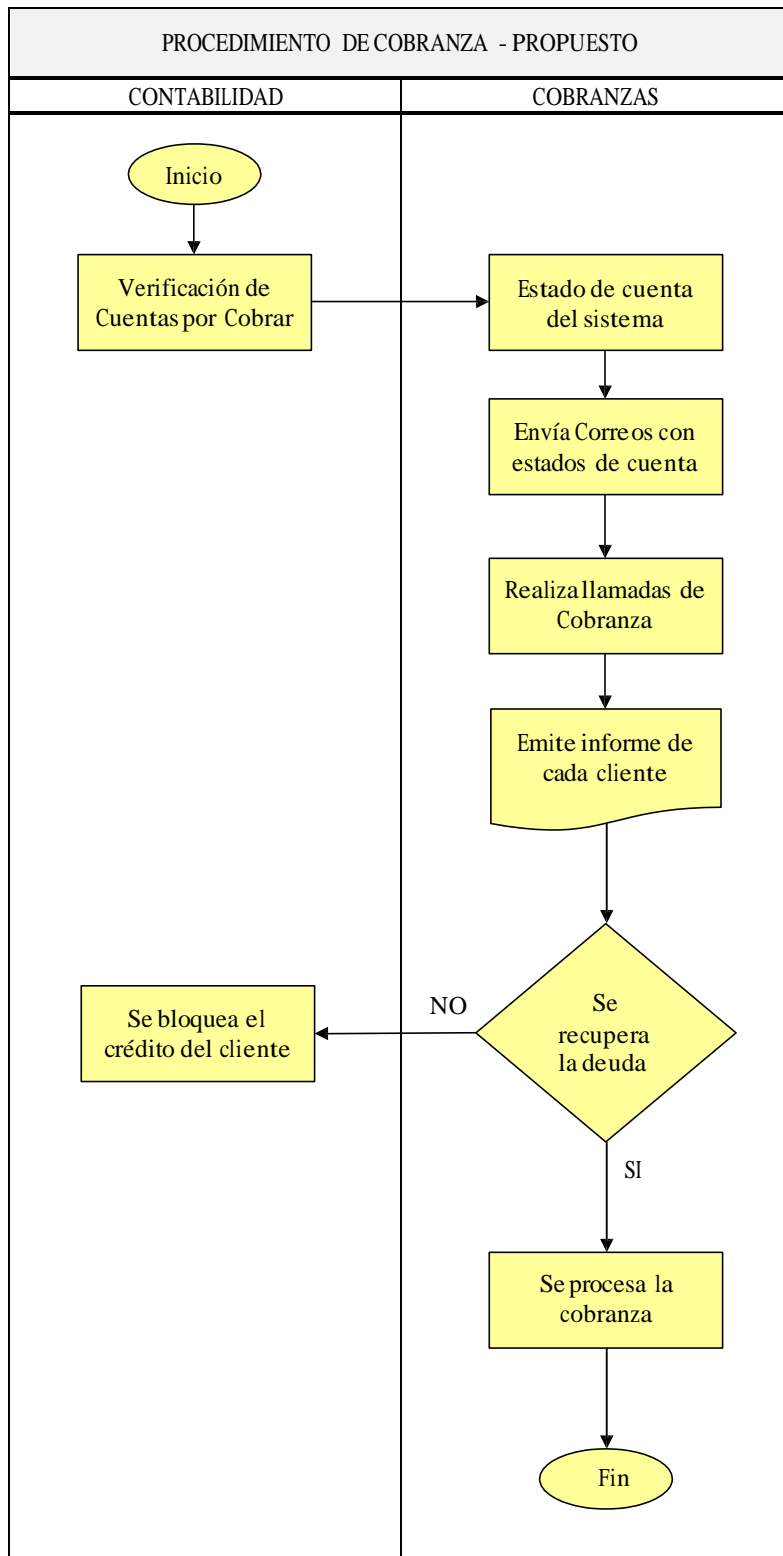 PROCEDIMIENTO DE COBRANZA - PROPUESTO
CONTABILIDAD
COBRANZAS
Inicio
Verificación de
Cuentas por Cobrar
Estado de cuenta
del sistema
Envía Correos con
estados de cuenta
Realiza llamadas de
Cobranza
Emite informe de
cada cliente
Se
recupera
la deuda
NO
Se bloquea el
crédito del cliente
SI
Se procesa la
cobranza
Fin